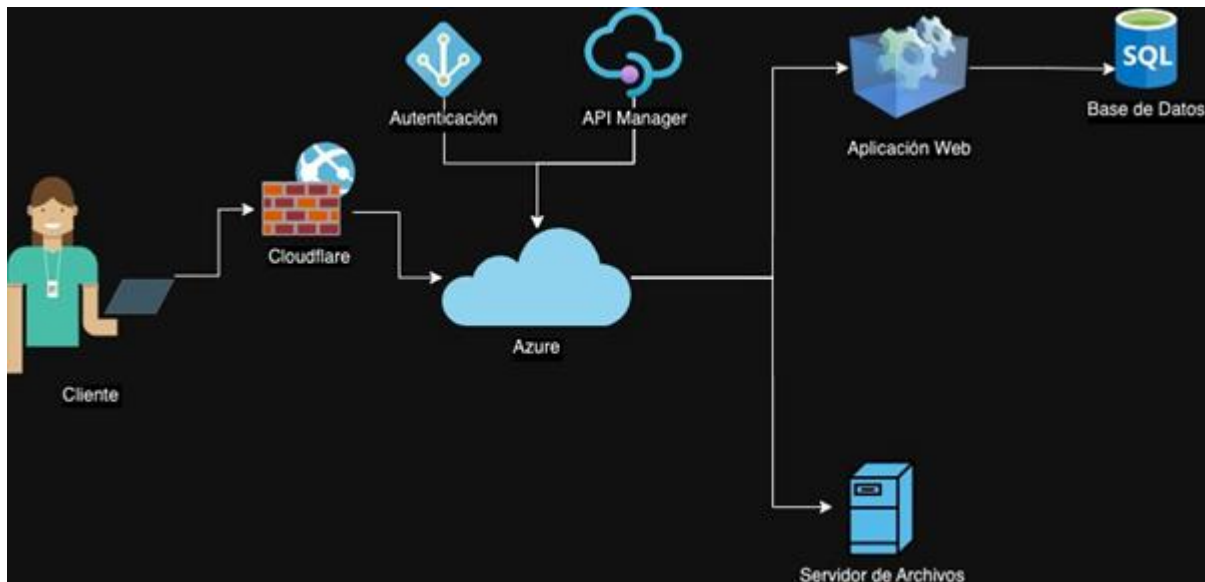 SQL
Autenticación
API Manager
Base de Datos
Aplicación Web
Cloudflare
Azure
Cliente
Servidor de Archivos